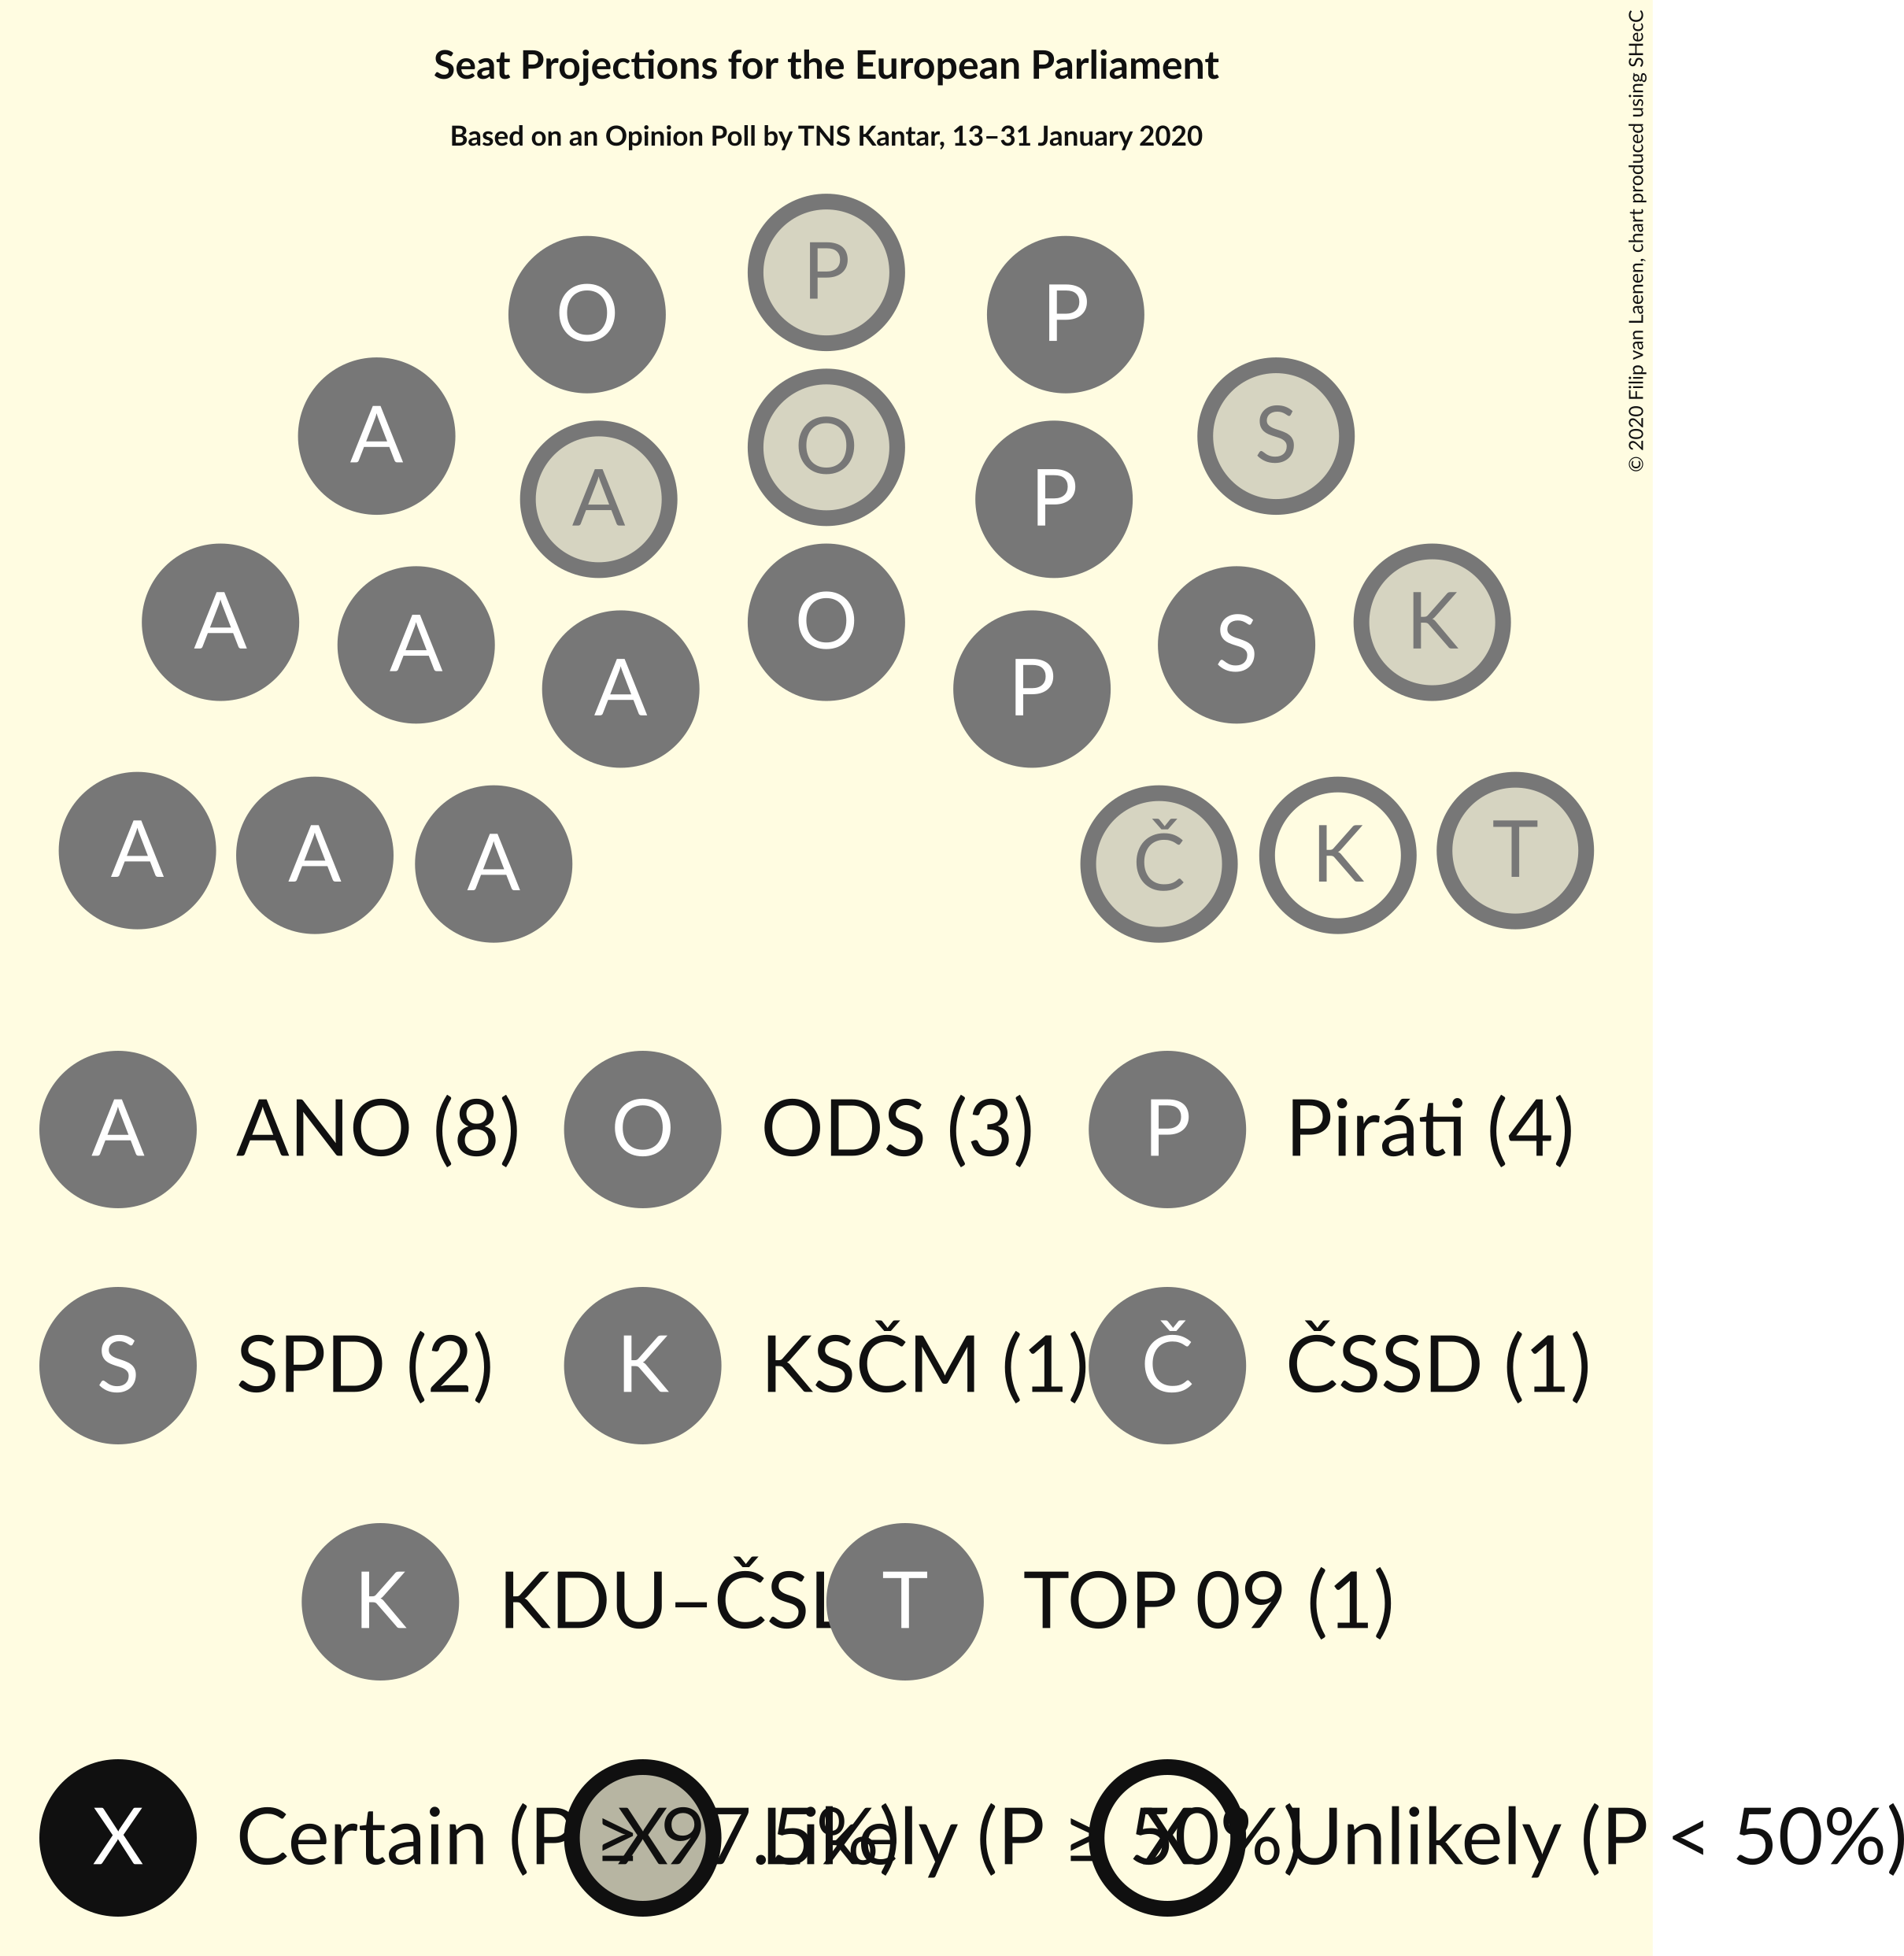 Seat Projections for the European Parliament
Based on an Opinion Poll by TNS Kantar, 13–31 January 2020
© 2020 Filip van Laenen, chart produced using SHecC
P
O P
A S
O
A P
A K
A S
O
A P
A T
A K
A Č
A ANO (8) O ODS (3) P Piráti (4)
S SPD (2) K KSČM (1) Č ČSSD (1)
K KDU–ČSL T TOP 09 (1)
X Certain (P ≥ 97.5%) X Likely (P ≥ 50%) X Unlikely (P < 50%)